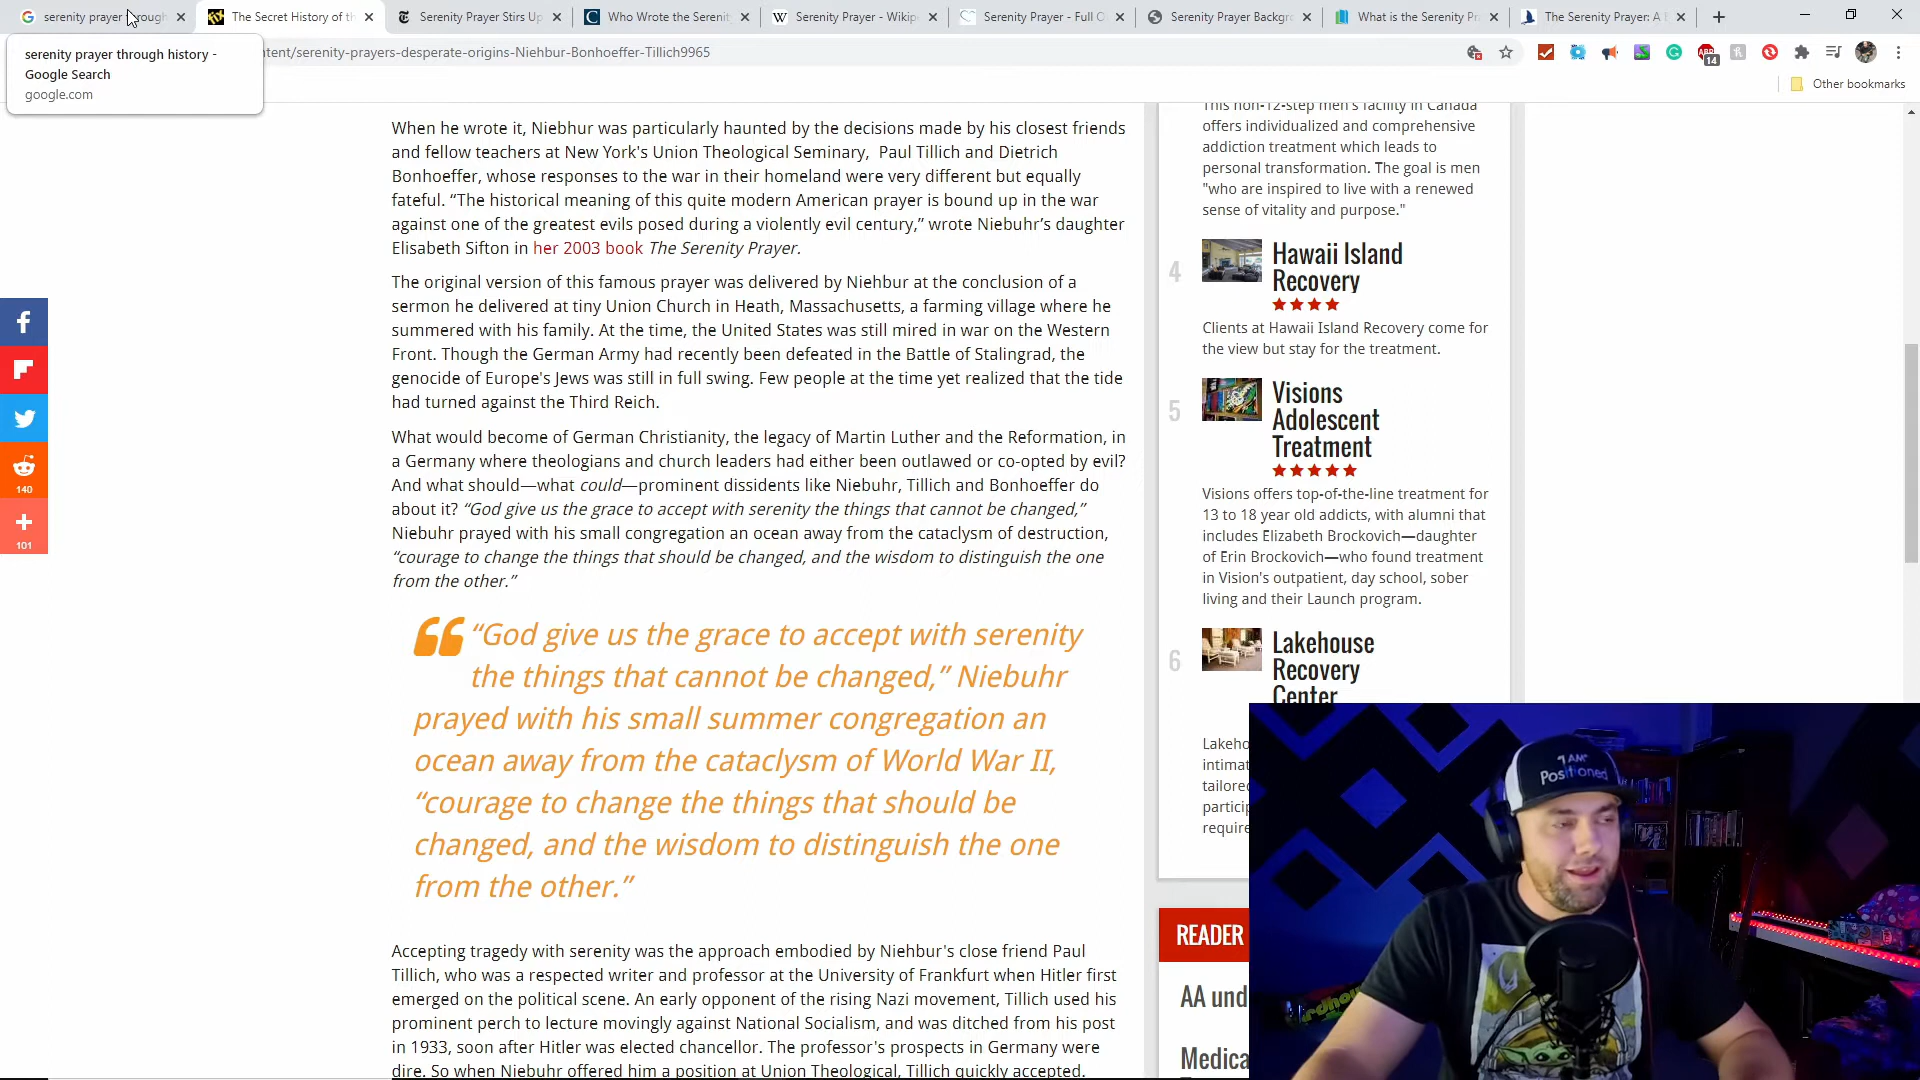 serenity prayer through
The Secret History of th
Serenity Prayer Stirs Up
Who Wrote the Serenity
Serenity Prayer - Wikip
Serenity Prayer - Full
Serenity Prayer Backgr
What is the Serenity Pr
The Serenity Prayer: A
serenity prayer through history -
Google Search
google.com
tent/serenity-prayers-desperate-origins-Niehbur-Bonhoeffer-Tillich9965
14
Other bookmarks
When he wrote it, Niebhur was particularly haunted by the decisions made by his closest friends
and fellow teachers at New York's Union Theological Seminary, Paul Tillich and Dietrich
Bonhoeffer, whose responses to the war in their homeland were very different but equally
fateful. “The historical meaning of this quite modern American prayer is bound up in the war
against one of the greatest evils posed during a violently evil century,” wrote Niebuhr’s daughter
Elisabeth Sifton in her 2003 book The Serenity Prayer.
The original version of this famous prayer was delivered by Niehbur at the conclusion of a
sermon he delivered at tiny Union Church in Heath, Massachusetts, a farming village where he
summered with his family. At the time, the United States was still mired in war on the Western
Front. Though the German Army had recently been defeated in the Battle of Stalingrad, the
genocide of Europe's Jews was still in full swing. Few people at the time yet realized that the tide
had turned against the Third Reich.
What would become of German Christianity, the legacy of Martin Luther and the Reformation, in
a Germany where theologians and church leaders had either been outlawed or co-opted by evil?
And what should—what could—prominent dissidents like Niebuhr, Tillich and Bonhoeffer do
about it? “God give us the grace to accept with serenity the things that cannot be changed,”
Niebuhr prayed with his small congregation an ocean away from the cataclysm of destruction,
“courage to change the things that should be changed, and the wisdom to distinguish the one
from the other.”
“God give us the grace to accept with serenity
the things that cannot be changed,” Niebuhr
prayed with his small summer congregation an
ocean away from the cataclysm of World War II,
“courage to change the things that should be
changed, and the wisdom to distinguish the one
from the other.”
Accepting tragedy with serenity was the approach embodied by Niehbur's close friend Paul
Tillich, who was a respected writer and professor at the University of Frankfurt when Hitler first
emerged on the political scene. An early opponent of the rising Nazi movement, Tillich used his
prominent perch to lecture movingly against National Socialism, and was ditched from his post
in 1933, soon after Hitler was elected chancellor. The professor's prospects in Germany were
dire. So when Niebuhr offered him a position at Union Theological, Tillich quickly accepted.
140
101
This non-12-step men's facility in Canada
offers individualized and comprehensive
addiction treatment which leads to
personal transformation. The goal is men
"who are inspired to live with a renewed
sense of vitality and purpose."
4
Hawaii Island
Recovery
Clients at Hawaii Island Recovery come for
the view but stay for the treatment.
5
Visions
Adolescent
Treatment
Visions offers top-of-the-line treatment for
13 to 18 year old addicts, with alumni that
includes Elizabeth Brockovich—daughter
of Erin Brockovich—who found treatment
in Vision's outpatient, day school, sober
living and their Launch program.
6
Lakehouse
Recovery
Center
Lakeho
intimat
tailored
particip
require
READER
AA und
Medica
I AM
Positioned